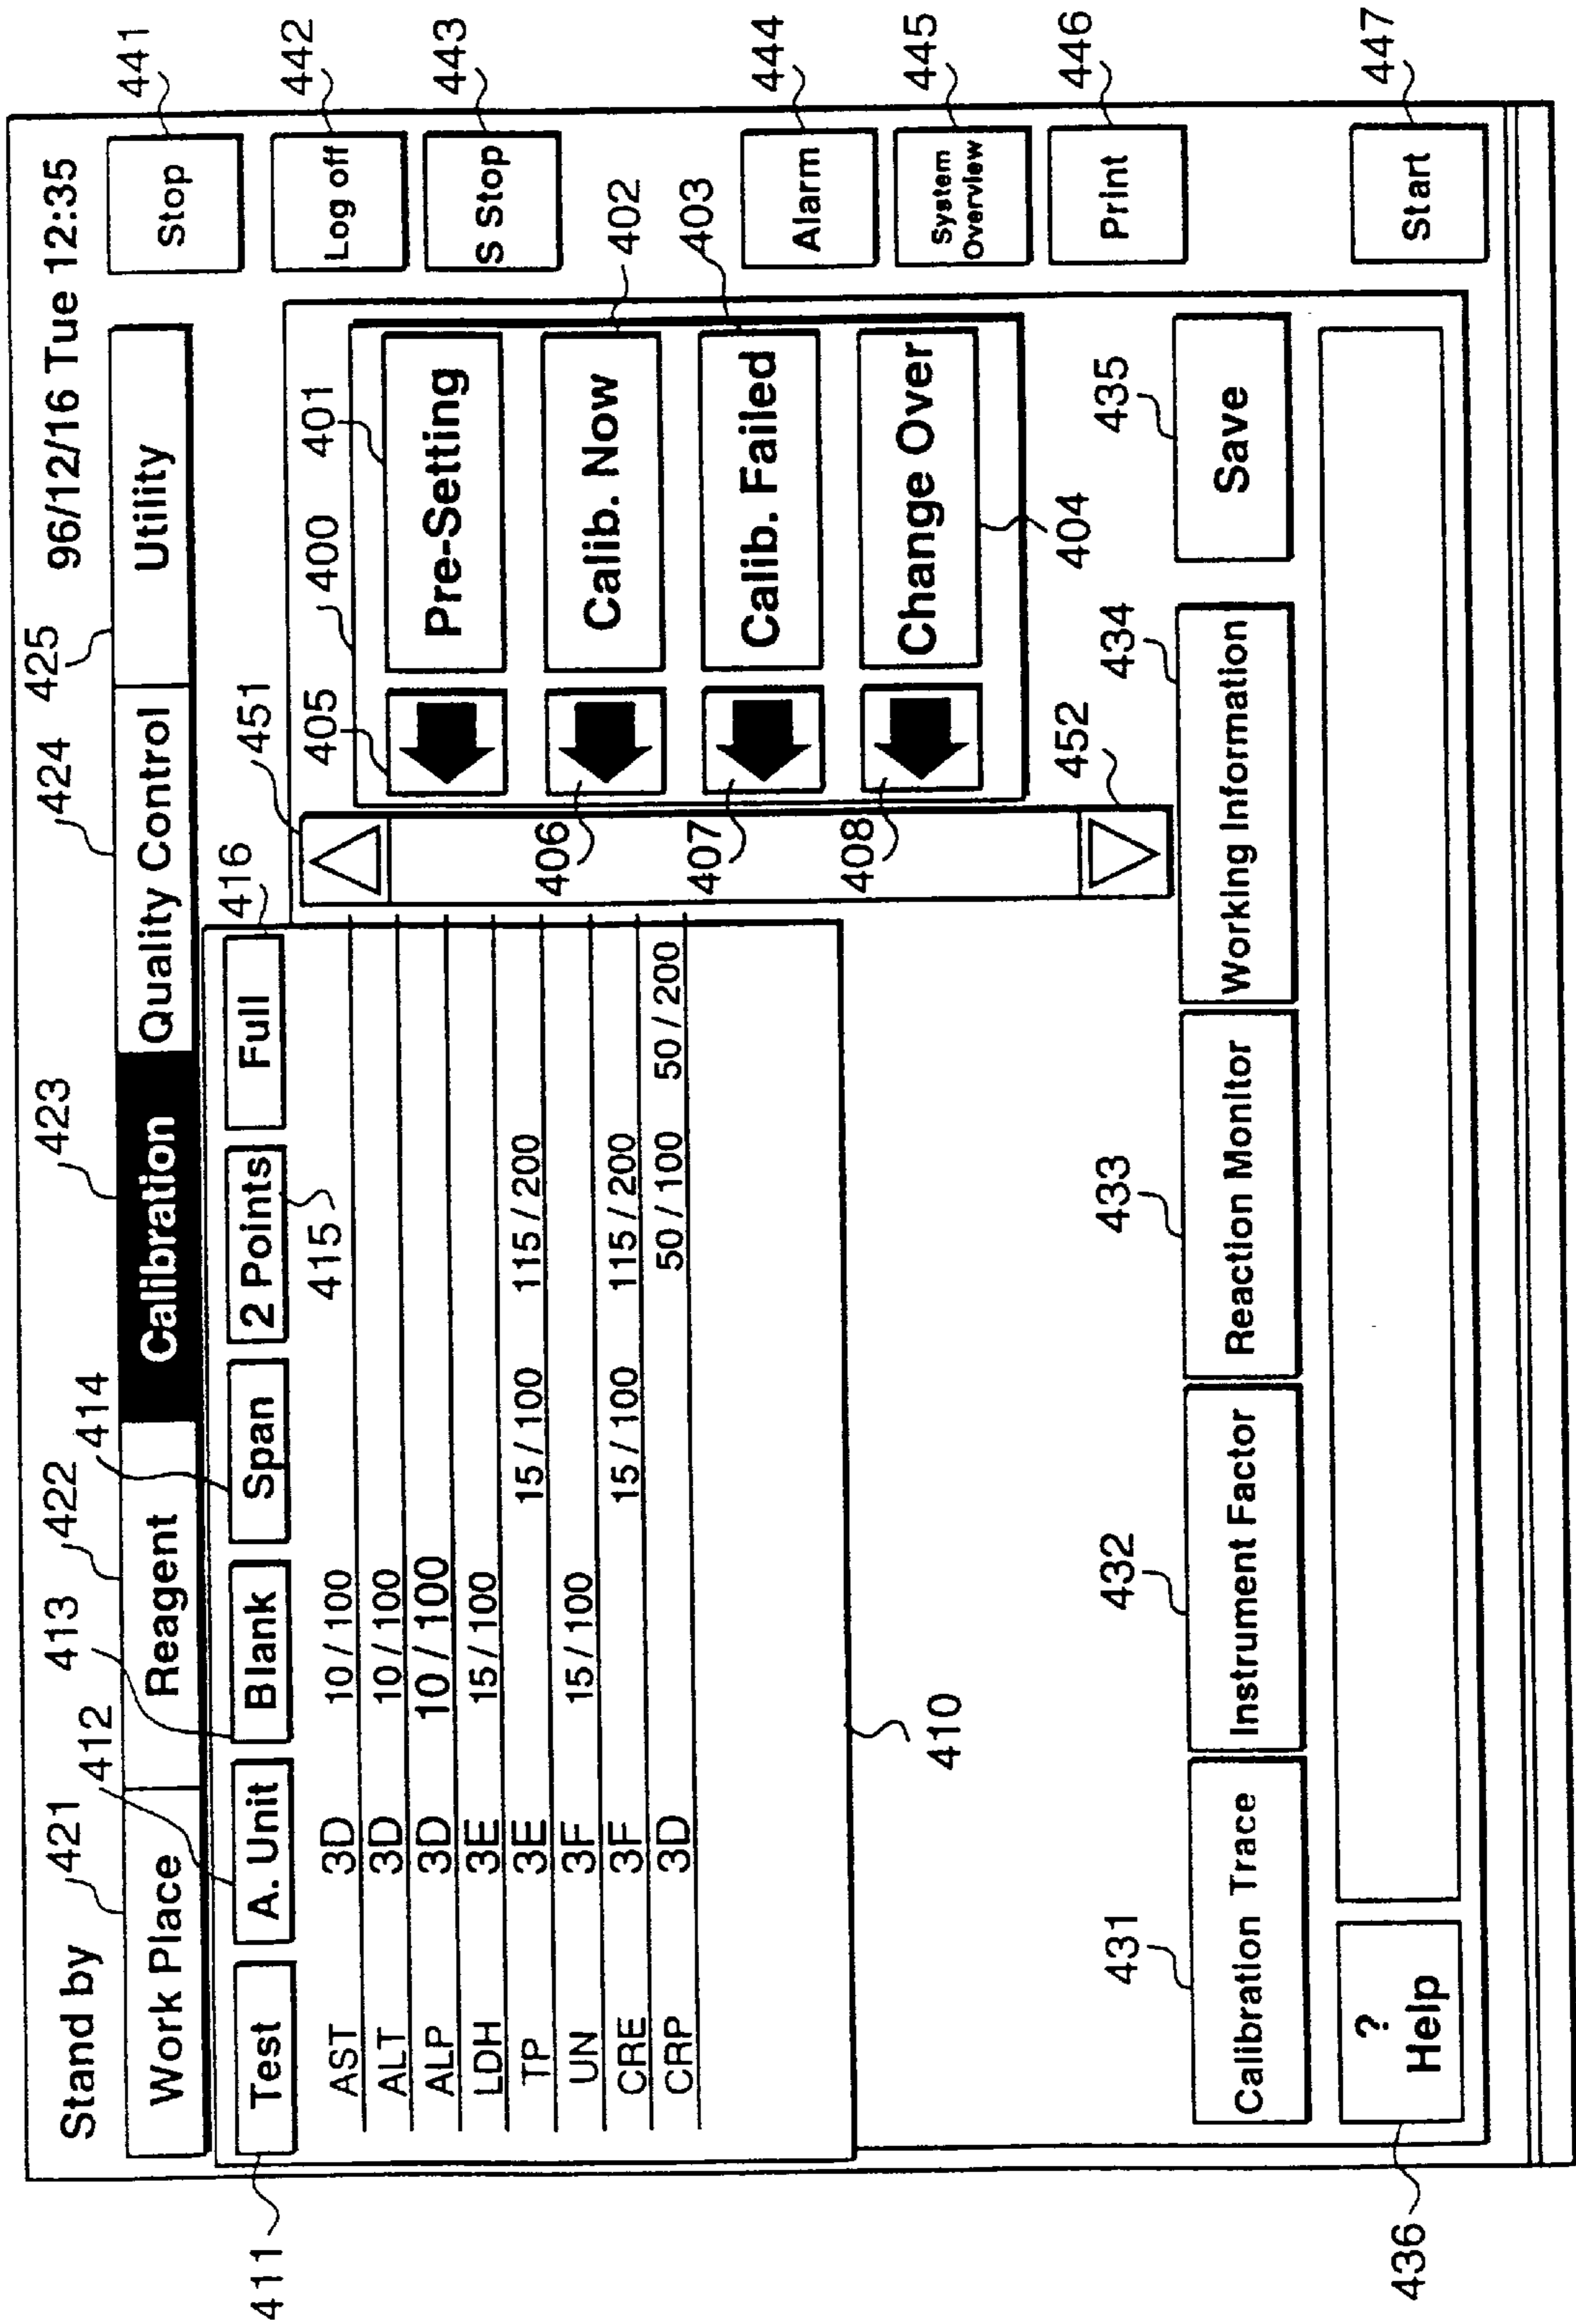 Stand by 96/12/16 Tue 12:35
421 422 423 424 425
Work Place Reagent Calibration Quality Control Utility
411 412 413 414 415 416
Test A. Unit Blank Span 2 Points Full
AST 3D 10 / 100
ALT 3D 10 / 100
ALP 3D 10 / 100
LDH 3E 15 / 100
TP 3E 15 / 100 115 / 200
UN 3F 15 / 100
CRE 3F 15 / 100 115 / 200
CRP 3D 50 / 100 50 / 200
410
451
452
400
405 401
Pre-Setting
406 402
Calib. Now
407 403
Calib. Failed
408 404
Change Over
441
Stop
442
Log off
443
S Stop
444
Alarm
445
System
Overview
446
Print
447
Start
431 432 433 434 435
Calibration Trace Instrument Factor Reaction Monitor Working Information Save
436
?
Help